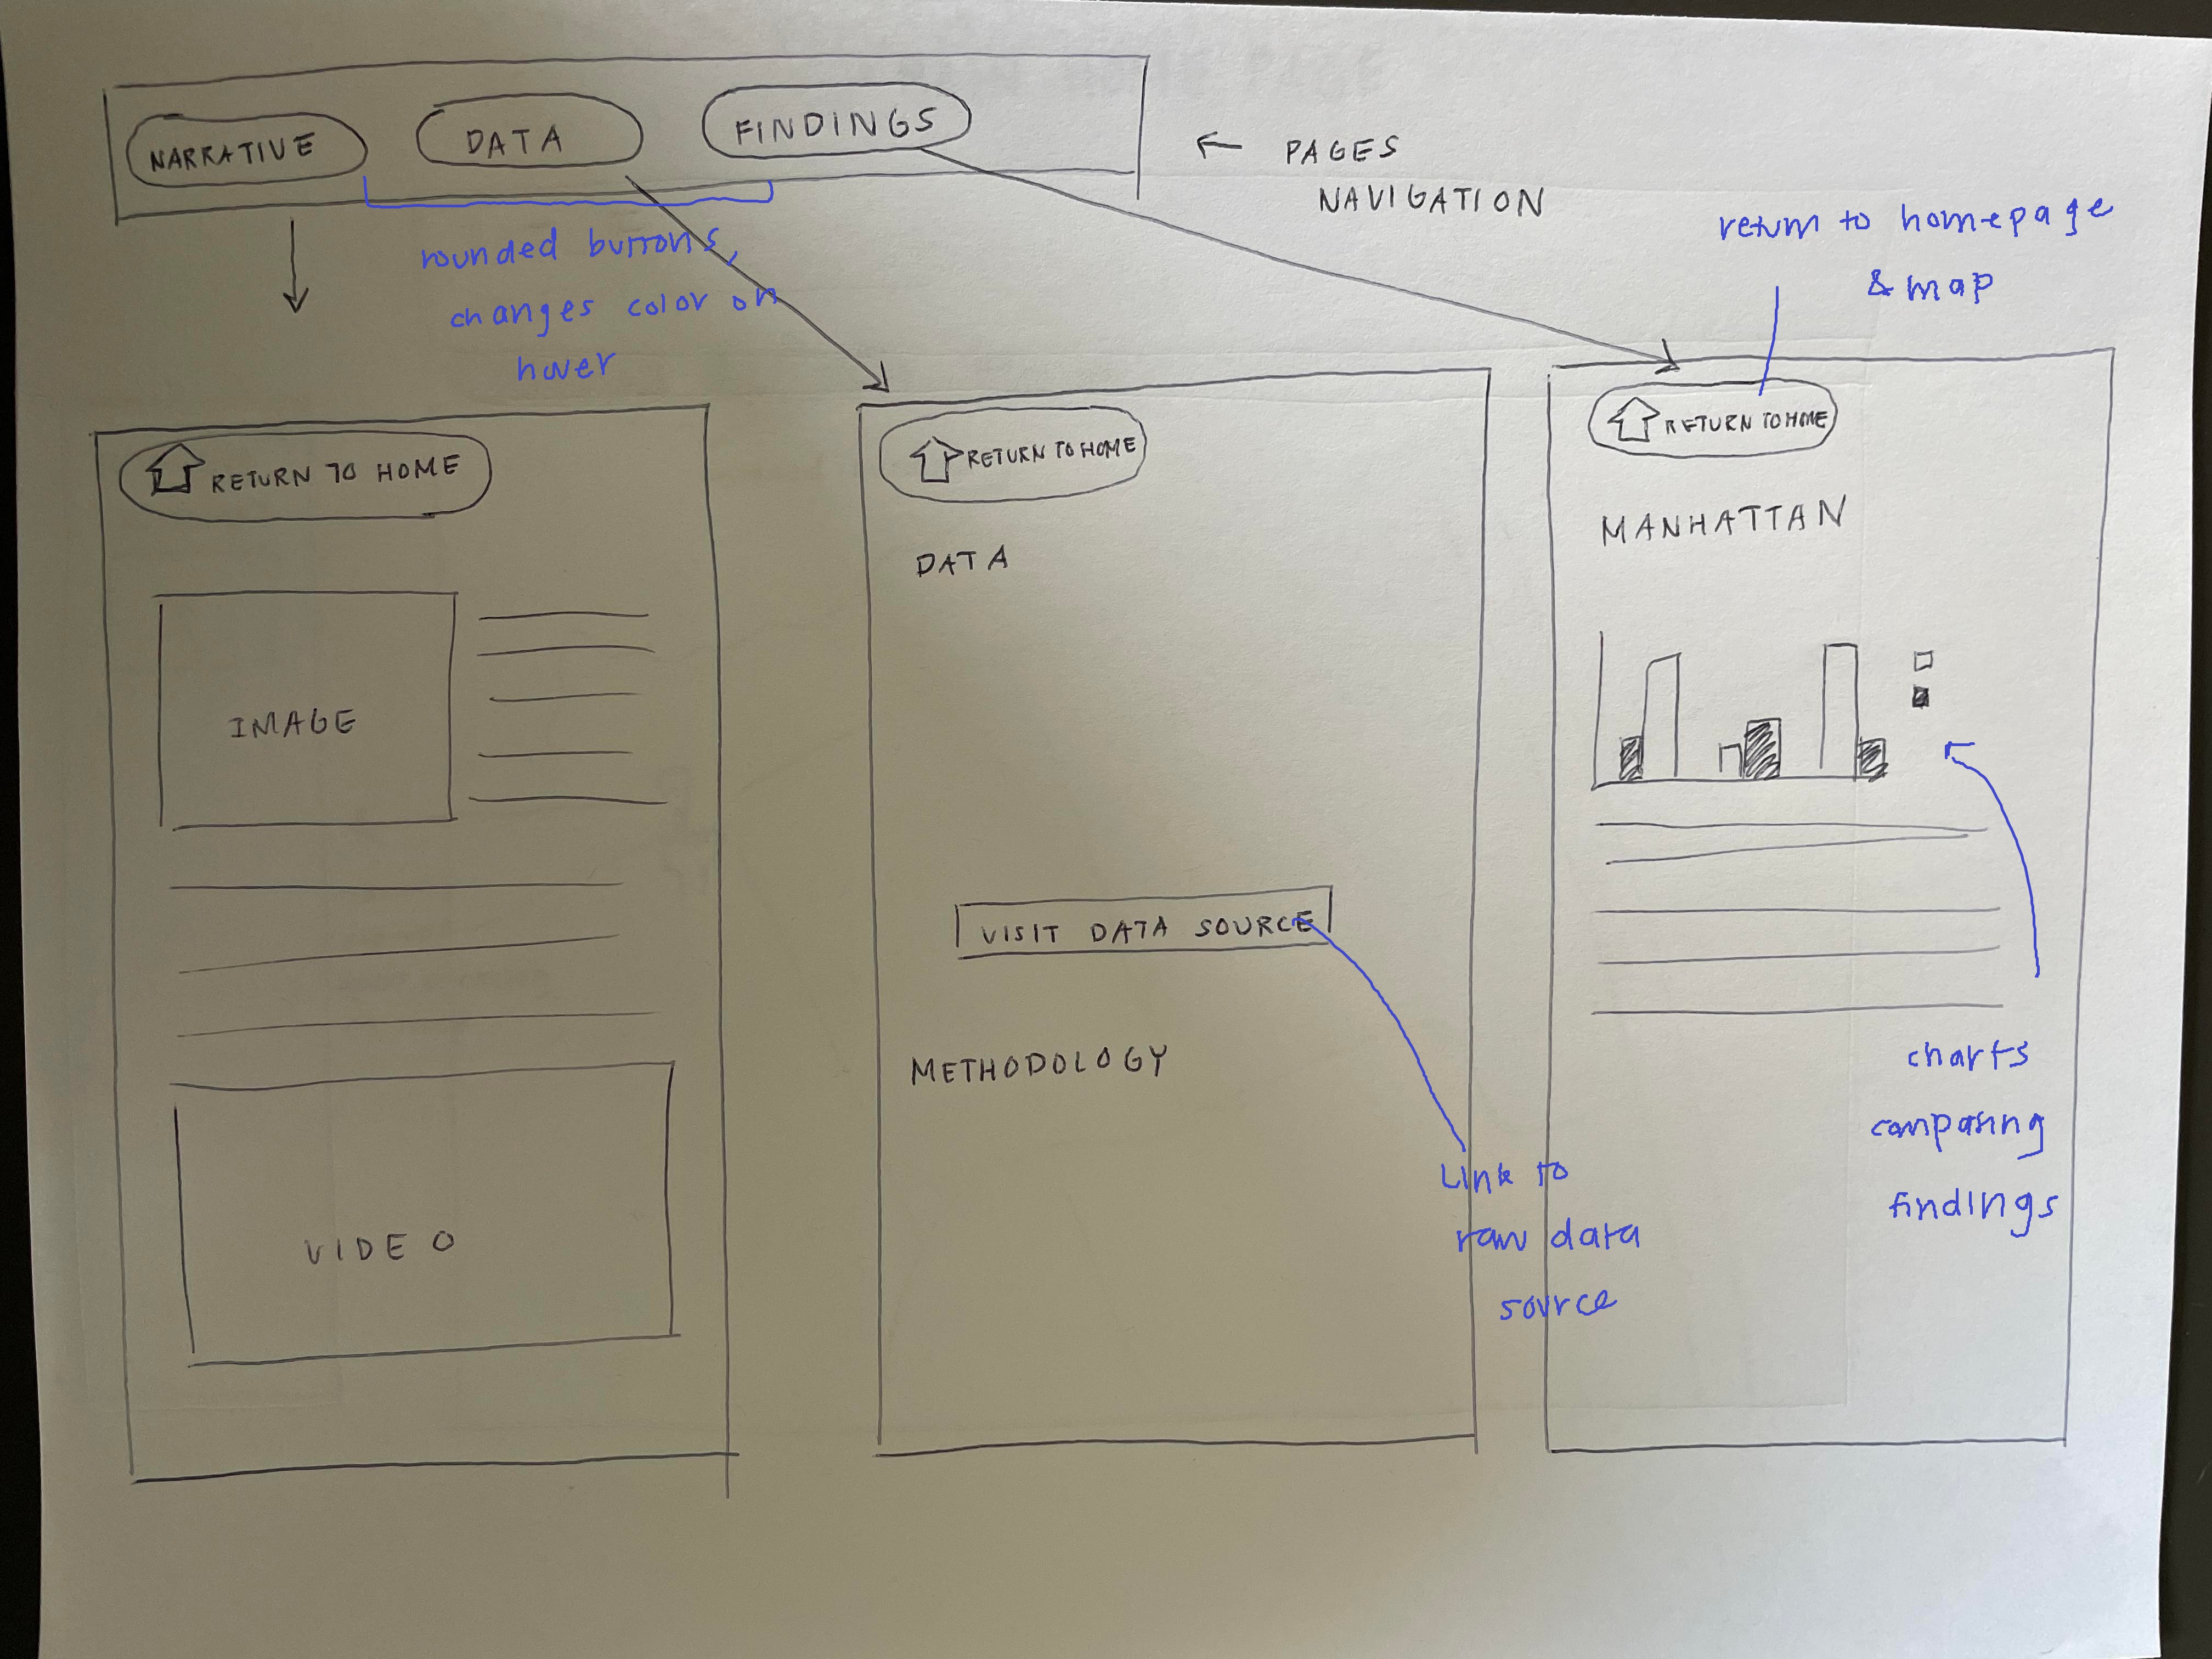 NARRATIVE
DATA
FINDINGS
← PAGES
NAVIGATION
rounded buttons,
changes color on
hover
return to homepage
& map
RETURN TO HOME
IMAGE
VIDEO
RETURN TO HOME
DATA
VISIT DATA SOURCE
METHODOLOGY
Link to
raw data
source
RETURN TO HOME
MANHATTAN
charts
comparing
findings